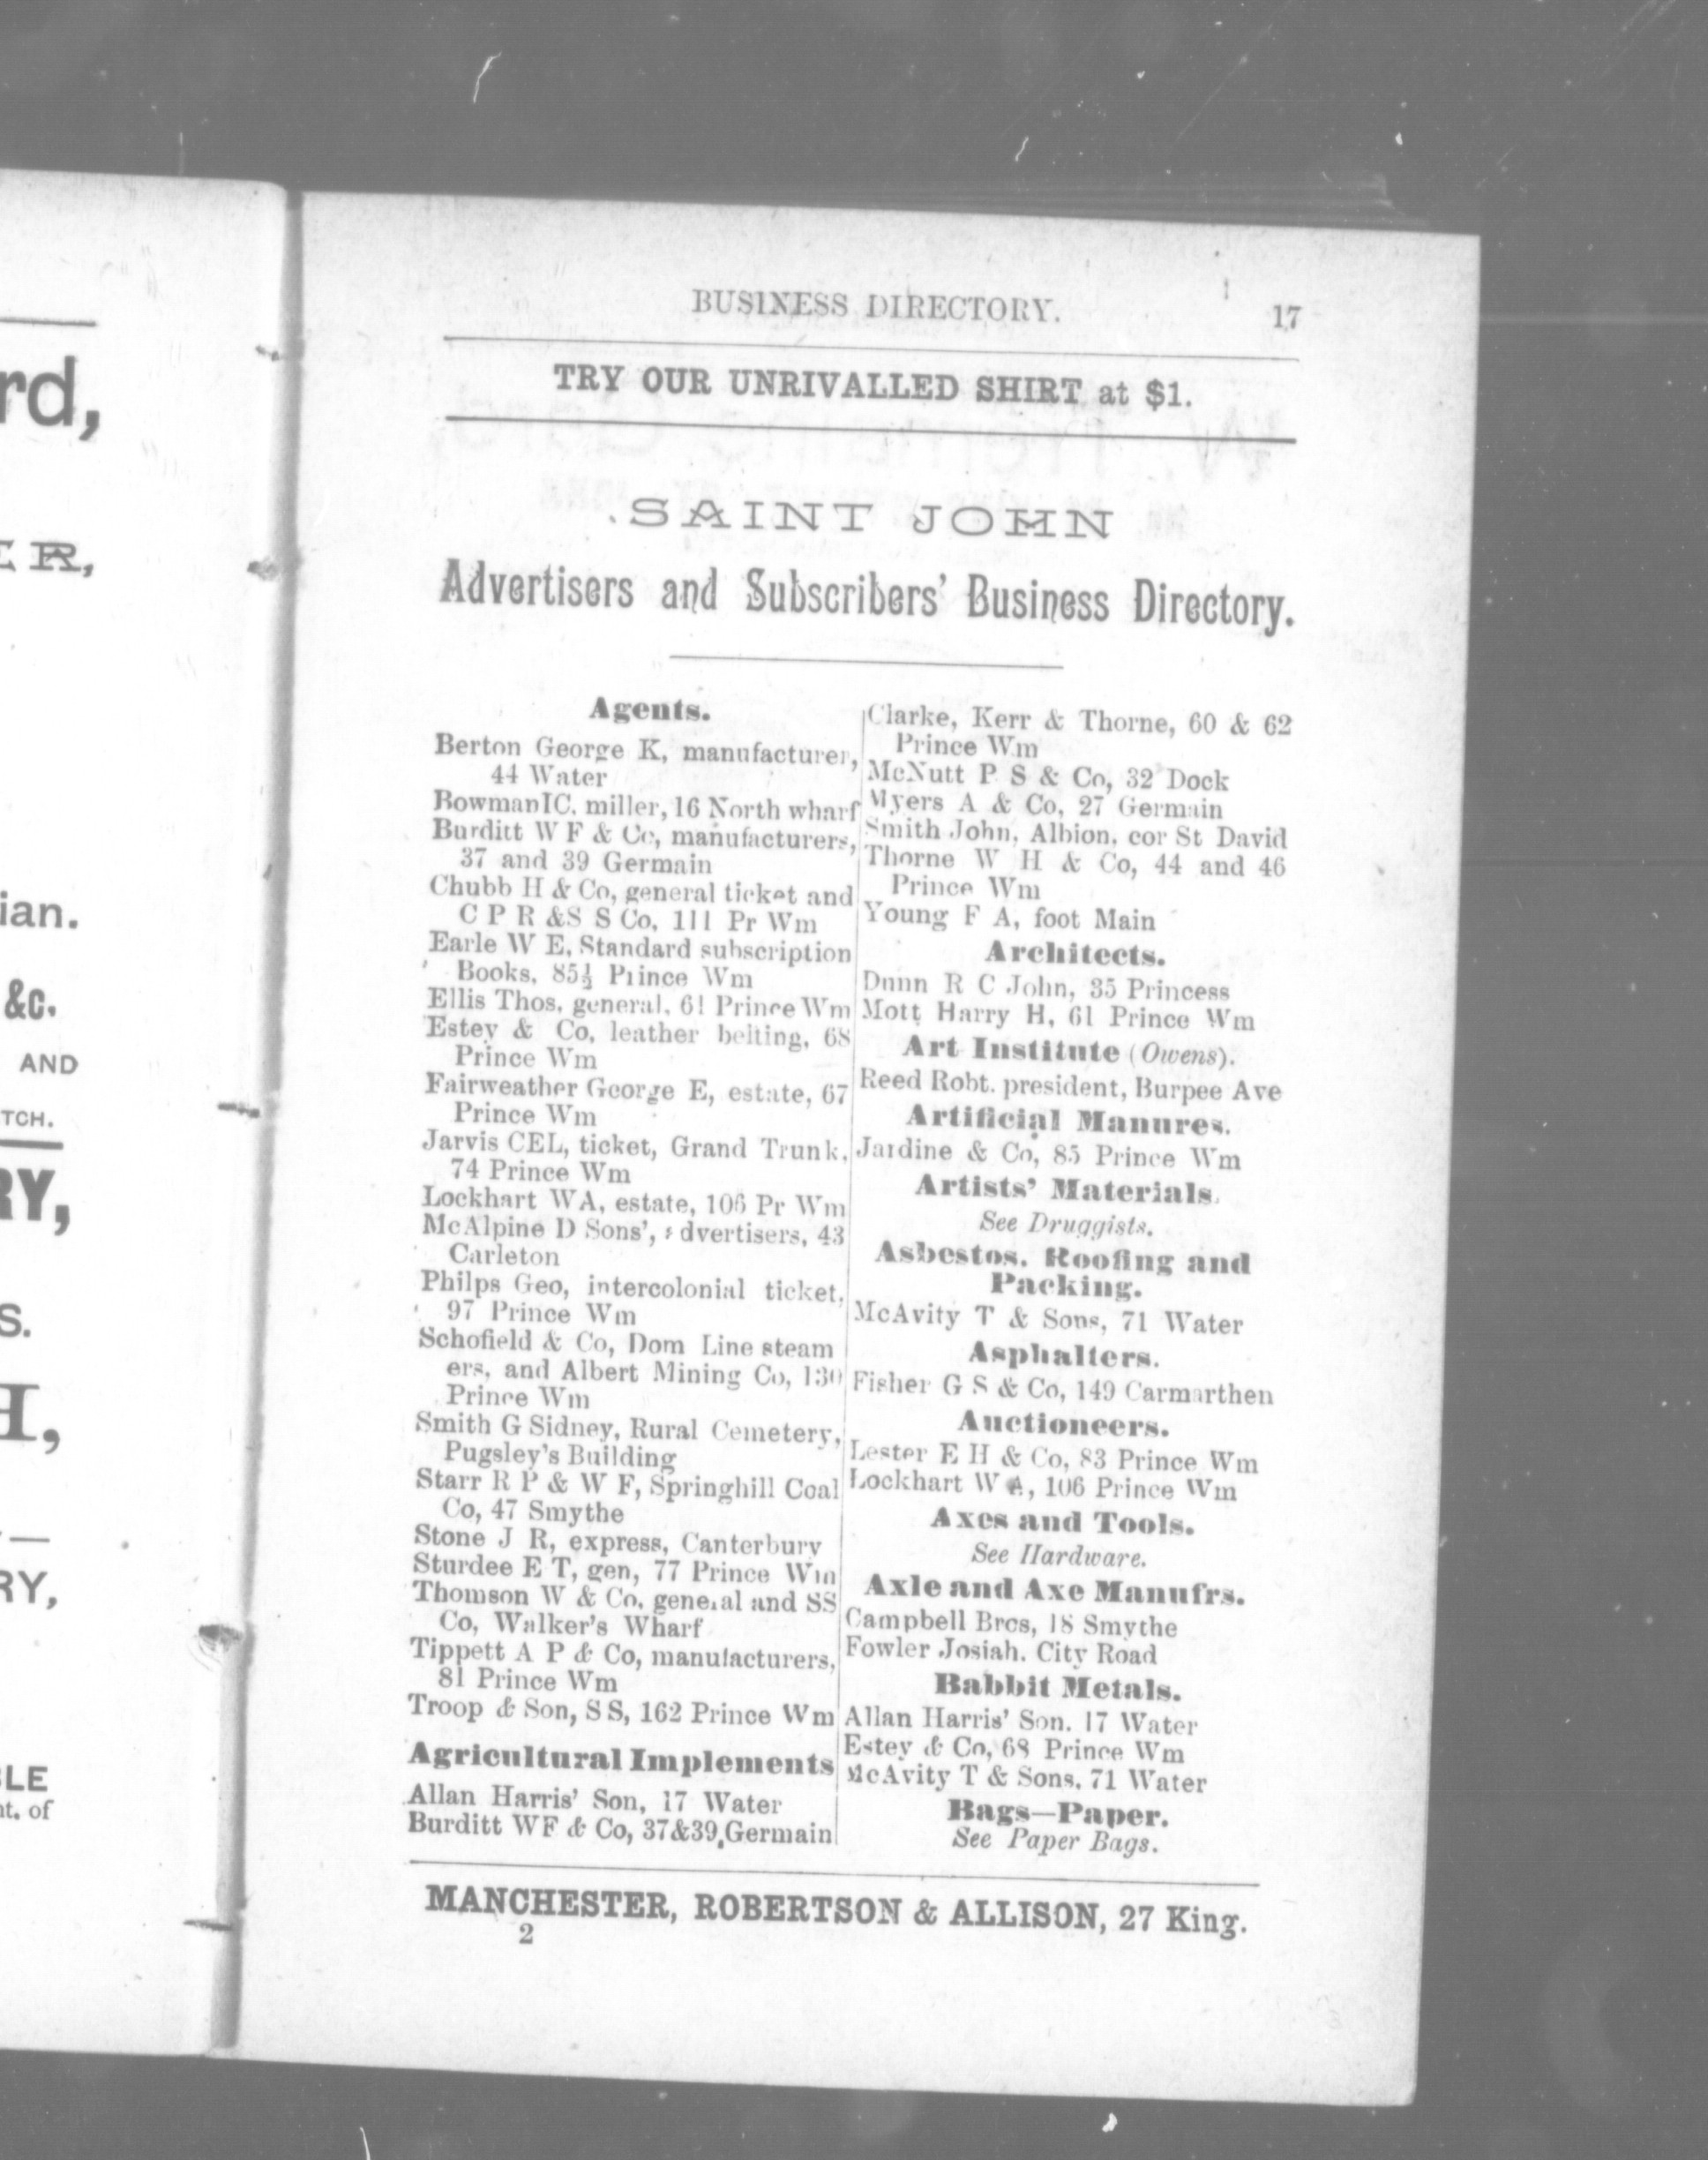 rd,
ER,
ian.
&c.
AND
TCH.
RY,
S.
H,
RY,
BLE
nt. of
BUSINESS DIRECTORY.
17
TRY OUR UNRIVALLED SHIRT at $1.
SAINT JOHN
Advertisers and Subscribers' Business Directory.
Agents.
Berton George K, manufacturer,
44 Water
Bowman IC, miller, 16 North wharf
Burditt W F & Co, manufacturers,
37 and 39 Germain
Chubb H & Co, general ticket and
C P R &S S Co, 111 Pr Wm
Earle W E, Standard subscription
Books, 85½ Prince Wm
Ellis Thos, general, 61 Prince Wm
Estey & Co, leather belting, 68
Prince Wm
Fairweather George E, estate, 67
Prince Wm
Jarvis CEL, ticket, Grand Trunk,
74 Prince Wm
Lockhart WA, estate, 106 Pr Wm
McAlpine D Sons', advertisers, 43
Carleton
Philps Geo, intercolonial ticket,
97 Prince Wm
Schofield & Co, Dom Line steam
ers, and Albert Mining Co, 130
Prince Wm
Smith G Sidney, Rural Cemetery,
Pugsley's Building
Starr R P & W F, Springhill Coal
Co, 47 Smythe
Stone J R, express, Canterbury
Sturdee E T, gen, 77 Prince Wm
Thomson W & Co, general and SS
Co, Walker's Wharf
Tippett A P & Co, manufacturers,
81 Prince Wm
Troop & Son, S S, 162 Prince Wm
Agricultural Implements
Allan Harris' Son, 17 Water
Burditt WF & Co, 37&39, Germain
Clarke, Kerr & Thorne, 60 & 62
Prince Wm
McNutt P S & Co, 32 Dock
Myers A & Co, 27 Germain
Smith John, Albion, cor St David
Thorne W H & Co, 44 and 46
Prince Wm
Young F A, foot Main
Architects.
Dunn R C John, 35 Princess
Mott Harry H, 61 Prince Wm
Art Institute (Owens).
Reed Robt. president, Burpee Ave
Artificial Manures.
Jardine & Co, 85 Prince Wm
Artists' Materials.
See Druggists.
Asbestos, Roofing and
Packing.
McAvity T & Sons, 71 Water
Asphalters.
Fisher G S & Co, 149 Carmarthen
Auctioneers.
Lester E H & Co, 83 Prince Wm
Lockhart W A, 106 Prince Wm
Axes and Tools.
See Hardware.
Axle and Axe Manufrs.
Campbell Bros, 18 Smythe
Fowler Josiah, City Road
Babbit Metals.
Allan Harris' Son, 17 Water
Estey & Co, 68 Prince Wm
McAvity T & Sons, 71 Water
Bags—Paper.
See Paper Bags.
MANCHESTER, ROBERTSON & ALLISON, 27 King.
2